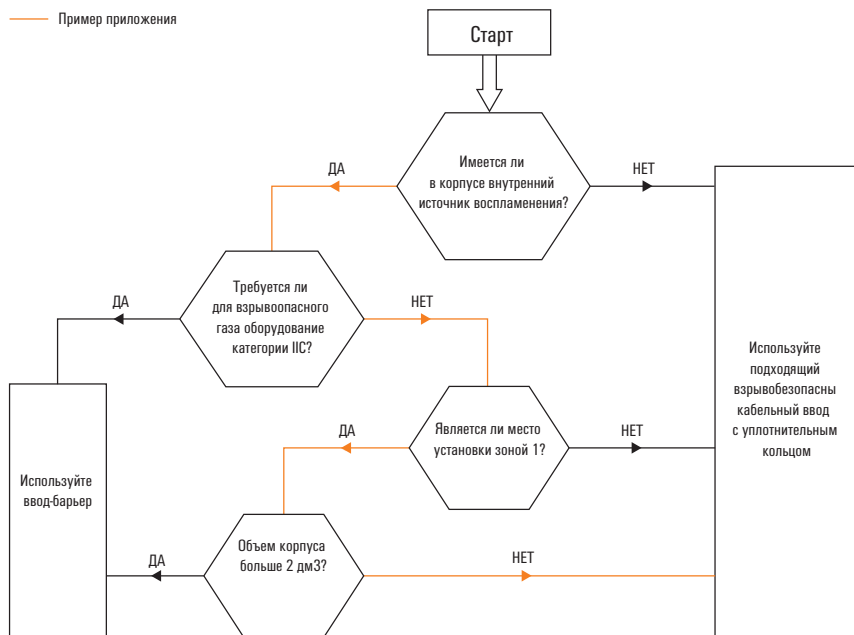 Пример приложения
Старт
Имеется ли
в корпусе внутренний
источник воспламенения?
ДА
НЕТ
Требуется ли
для взрывоопасного
газа оборудование
категории IIC?
ДА
НЕТ
Является ли место
установки зоной 1?
ДА
НЕТ
Используйте
подходящий
взрывобезопасны
кабельный ввод
с уплотнительным
кольцом
Используйте
ввод-барьер
Объем корпуса
больше 2 дм3?
ДА
НЕТ